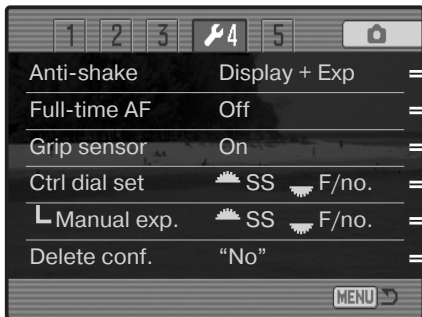 1 2 3 4 5
Anti-shake Display + Exp
Full-time AF Off
Grip sensor On
Ctrl dial set SS F/no.
Manual exp. SS F/no.
Delete conf. “No”
MENU